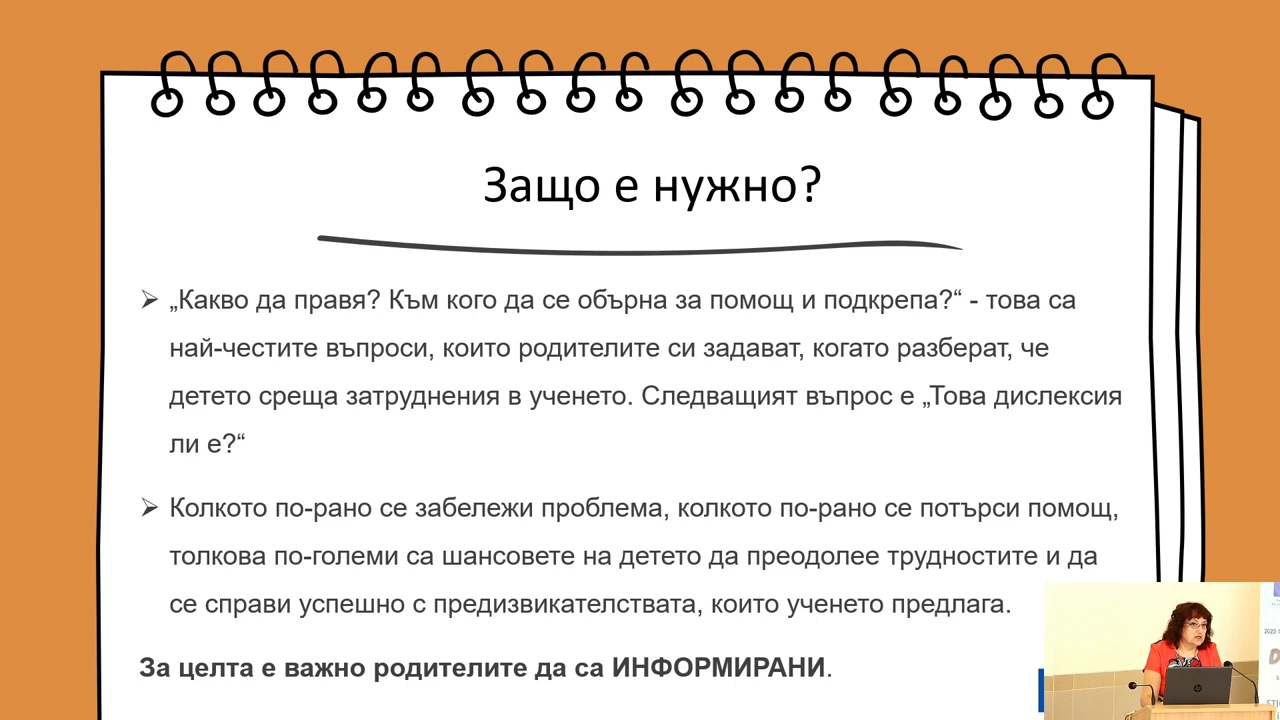 Защо е нужно?
➢ „Какво да правя? Към кого да се обърна за помощ и подкрепа?“ - това са
най-честите въпроси, които родителите си задават, когато разберат, че
детето среща затруднения в ученето. Следващият въпрос е „Това дислексия
ли е?“
➢ Колкото по-рано се забележи проблема, колкото по-рано се потърси помощ,
толкова по-големи са шансовете на детето да преодолее трудностите и да
се справи успешно с предизвикателствата, които ученето предлага.
За целта е важно родителите да са ИНФОРМИРАНИ.
hp